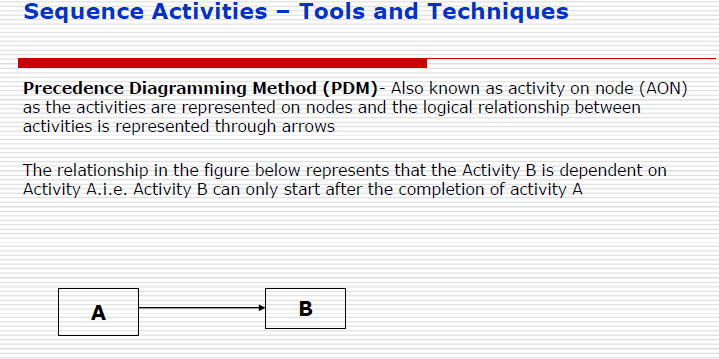 Sequence Activities – Tools and Techniques
Precedence Diagramming Method (PDM)- Also known as activity on node (AON)
as the activities are represented on nodes and the logical relationship between
activities is represented through arrows
The relationship in the figure below represents that the Activity B is dependent on
Activity A.i.e. Activity B can only start after the completion of activity A
A
B